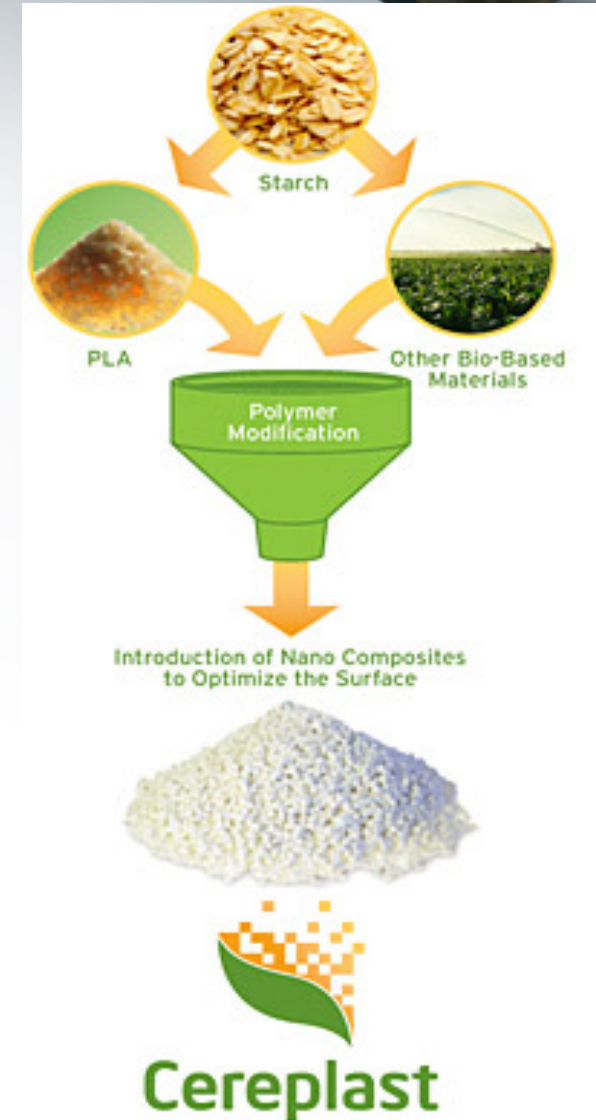 Starch
PLA
Other Bio-Based
Materials
Polymer
Modification
Introduction of Nano Composites
to Optimize the Surface
Cereplast